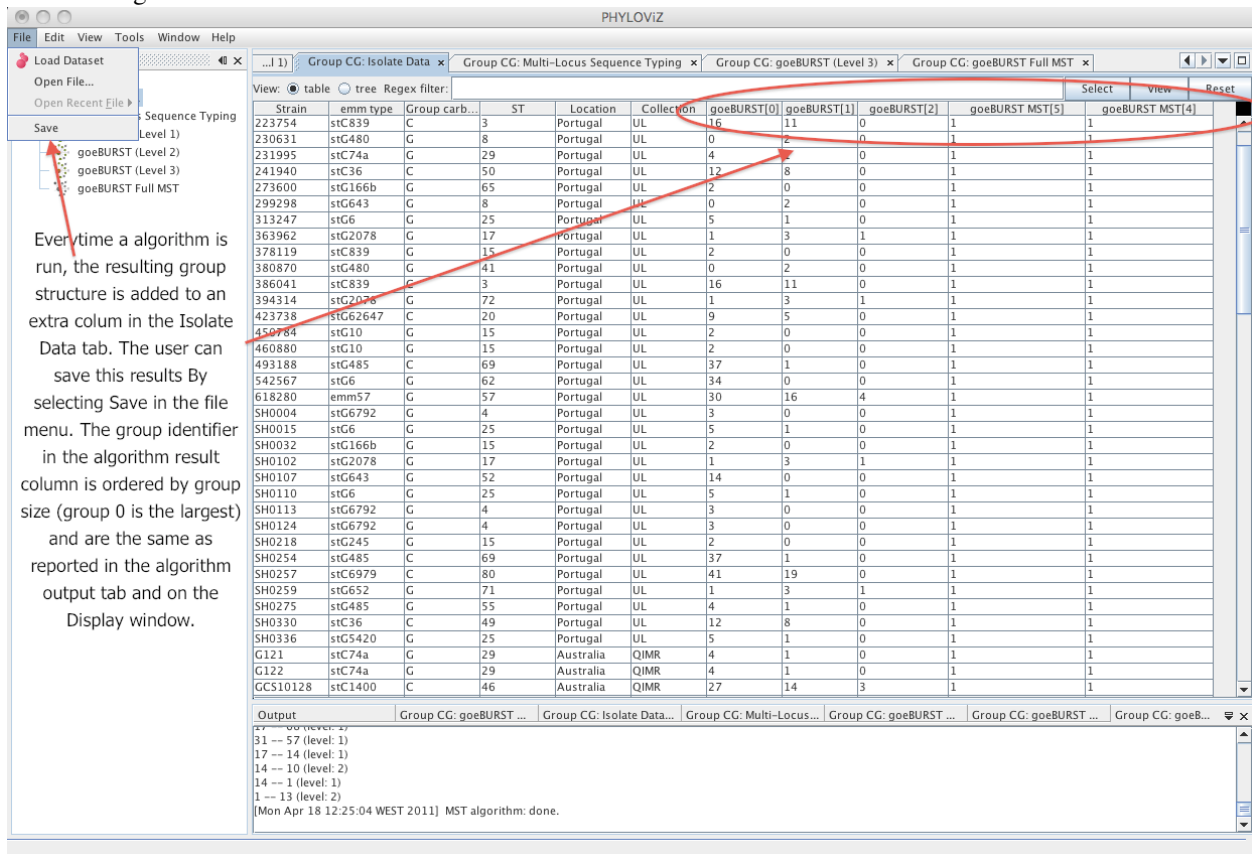 PHYLOViZ
File Edit View Tools Window Help
Load Dataset
Open File...
Open Recent File
Save
Sequence Typing
Level 1)
goeBURST (Level 2)
goeBURST (Level 3)
goeBURST Full MST
Everytime a algorithm is
run, the resulting group
structure is added to an
extra colum in the Isolate
Data tab. The user can
save this results By
selecting Save in the file
menu. The group identifier
in the algorithm result
column is ordered by group
size (group 0 is the largest)
and are the same as
reported in the algorithm
output tab and on the
Display window.
...l 1) Group CG: Isolate Data x Group CG: Multi-Locus Sequence Typing x Group CG: goeBURST (Level 3) x Group CG: goeBURST Full MST x
View: table tree Regex filter: Select View Reset
Strain emm type Group carb... ST Location Collection goeBURST[0] goeBURST[1] goeBURST[2] goeBURST MST[5] goeBURST MST[4]
223754 stC839 C 3 Portugal UL 16 11 0 1 1
230631 stG480 G 8 Portugal UL 0 2 0 1 1
231995 stC74a G 29 Portugal UL 4 0 1 1
241940 stC36 C 50 Portugal UL 12 8 0 1 1
273600 stG166b G 65 Portugal UL 2 0 0 1 1
299298 stG643 G 8 Portugal UL 0 2 0 1 1
313247 stG6 G 25 Portugal UL 5 1 0 1 1
363962 stG2078 G 17 Portugal UL 1 3 1 1 1
378119 stC839 G 15 Portugal UL 2 0 0 1 1
380870 stG480 G 41 Portugal UL 0 2 0 1 1
386041 stC839 3 Portugal UL 16 11 0 1 1
394314 stG2078 G 72 Portugal UL 1 3 1 1 1
423738 stG62647 C 20 Portugal UL 9 5 0 1 1
450784 stG10 G 15 Portugal UL 2 0 0 1 1
460880 stG10 G 15 Portugal UL 2 0 0 1 1
493188 stG485 C 69 Portugal UL 37 1 0 1 1
542567 stG6 G 62 Portugal UL 34 0 0 1 1
618280 emm57 G 57 Portugal UL 30 16 4 1 1
SH0004 stG6792 G 4 Portugal UL 3 0 0 1 1
SH0015 stG6 G 25 Portugal UL 5 1 0 1 1
SH0032 stG166b G 15 Portugal UL 2 0 0 1 1
SH0102 stG2078 G 17 Portugal UL 1 3 1 1 1
SH0107 stG643 G 52 Portugal UL 14 0 0 1 1
SH0110 stG6 G 25 Portugal UL 5 1 0 1 1
SH0113 stG6792 G 4 Portugal UL 3 0 0 1 1
SH0124 stG6792 G 4 Portugal UL 3 0 0 1 1
SH0218 stG245 G 15 Portugal UL 2 0 0 1 1
SH0254 stG485 G 69 Portugal UL 37 1 0 1 1
SH0257 stC6979 C 80 Portugal UL 41 19 0 1 1
SH0259 stG652 G 71 Portugal UL 1 3 1 1 1
SH0275 stG485 G 55 Portugal UL 4 1 0 1 1
SH0330 stC36 C 49 Portugal UL 12 8 0 1 1
SH0336 stG5420 G 25 Portugal UL 5 1 0 1 1
G121 stC74a G 29 Australia QIMR 4 1 0 1 1
G122 stC74a G 29 Australia QIMR 4 1 0 1 1
GCS10128 stC1400 C 46 Australia QIMR 27 14 3 1 1
Output Group CG: goeBURST ... Group CG: Isolate Data... Group CG: Multi-Locus... Group CG: goeBURST ... Group CG: goeBURST ... Group CG: goeB...
31 -- 57 (level: 1)
17 -- 14 (level: 1)
14 -- 10 (level: 2)
14 -- 1 (level: 1)
1 -- 13 (level: 2)
[Mon Apr 18 12:25:04 WEST 2011] MST algorithm: done.